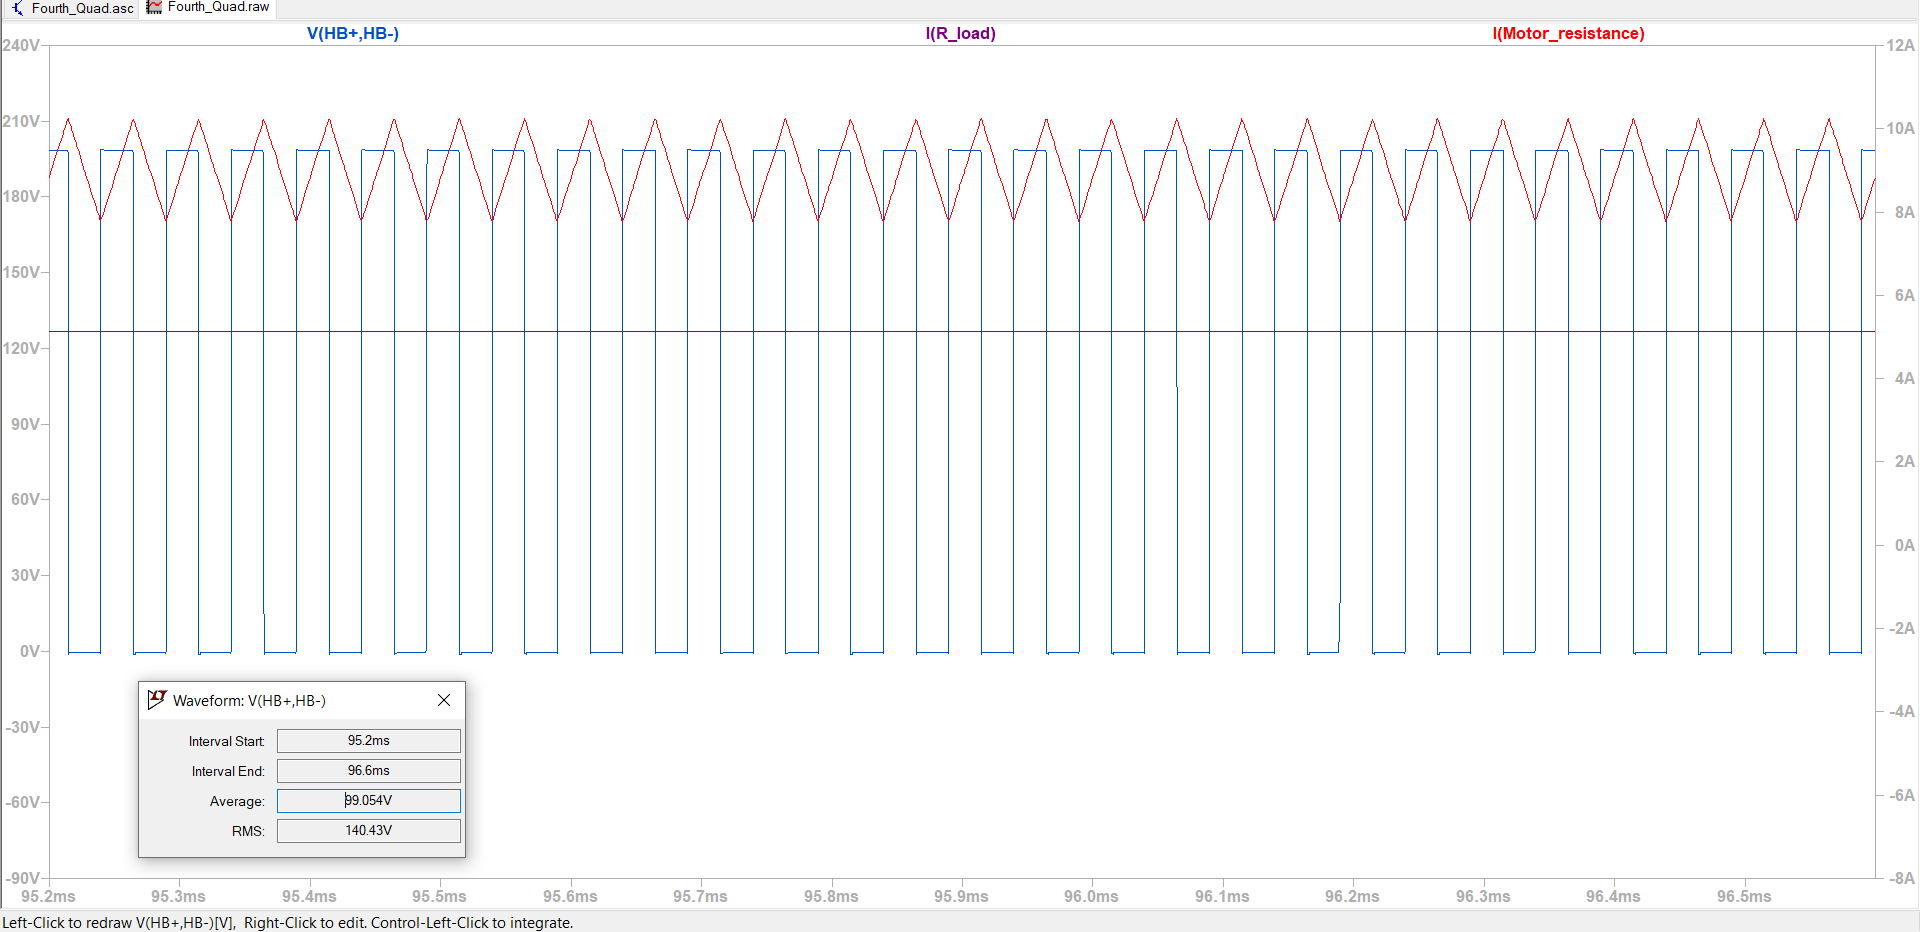 Fourth_Quad.asc Fourth_Quad.raw
V(HB+,HB-) I(R_load) I(Motor_resistance)
240V 12A
210V 10A
180V 8A
150V 6A
120V 4A
90V 2A
60V 0A
30V -2A
0V -4A
-30V -6A
-60V -8A
-90V
95.2ms 95.3ms 95.4ms 95.5ms 95.6ms 95.7ms 95.8ms 95.9ms 96.0ms 96.1ms 96.2ms 96.3ms 96.4ms 96.5ms
Waveform: V(HB+,HB-)
Interval Start: 95.2ms
Interval End: 96.6ms
Average: 99.054V
RMS: 140.43V
Left-Click to redraw V(HB+,HB-)[V], Right-Click to edit. Control-Left-Click to integrate.